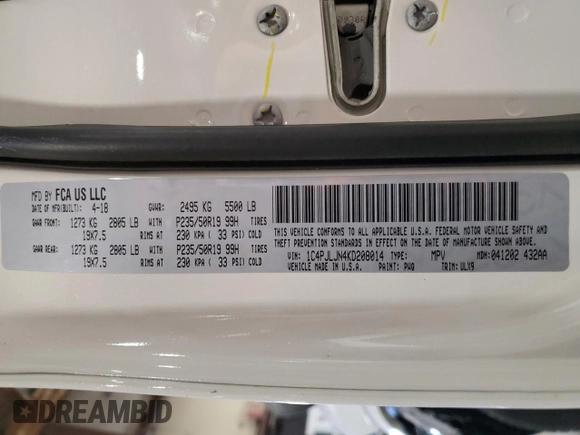 MFD BY FCA US LLC
DATE OF MFR(BUILT): 4-18 GVWR: 2495 KG 5500 LB
GAWR FRONT: 1273 KG 2805 LB WITH P235/50R19 99H TIRES
19X7.5 RIMS AT 230 KPA ( 33 PSI) COLD
GAWR REAR: 1273 KG 2805 LB WITH P235/50R19 99H TIRES
19X7.5 RIMS AT 230 KPA ( 33 PSI) COLD
THIS VEHICLE CONFORMS TO ALL APPLICABLE U.S.A. FEDERAL MOTOR VEHICLE SAFETY
AND THEFT PREVENTION STANDARDS IN EFFECT ON THE DATE OF MANUFACTURE SHOWN ABOVE.
VIN: 1C4PJLJN4KD208014 TYPE: MPV MDH: 041202 432AA
VEHICLE MADE IN U.S.A. PAINT: PWQ TRIM: ULX9
DREAMBID